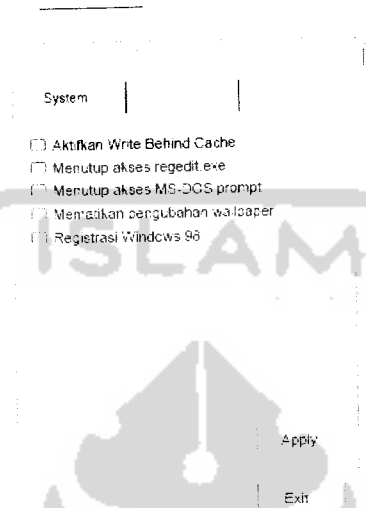 System
Aktifkan Write Behind Cache
Menutup akses regedit.exe
Menutup akses MS-DOS prompt
Mematikan pengubahan wallpaper
Registrasi Windows 98
ISLAM
Apply
Exit